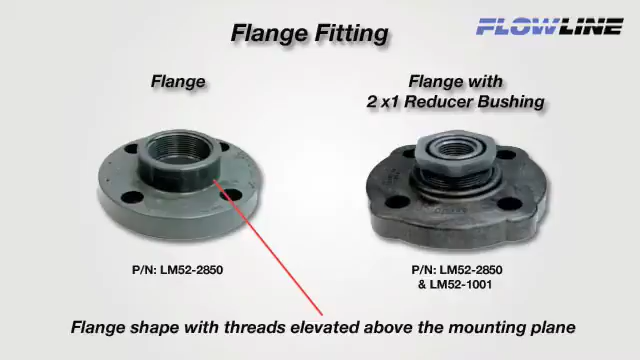 Flange Fitting
FLOWLINE
Flange
Flange with
2 x1 Reducer Bushing
P/N: LM52-2850
P/N: LM52-2850
& LM52-1001
Flange shape with threads elevated above the mounting plane